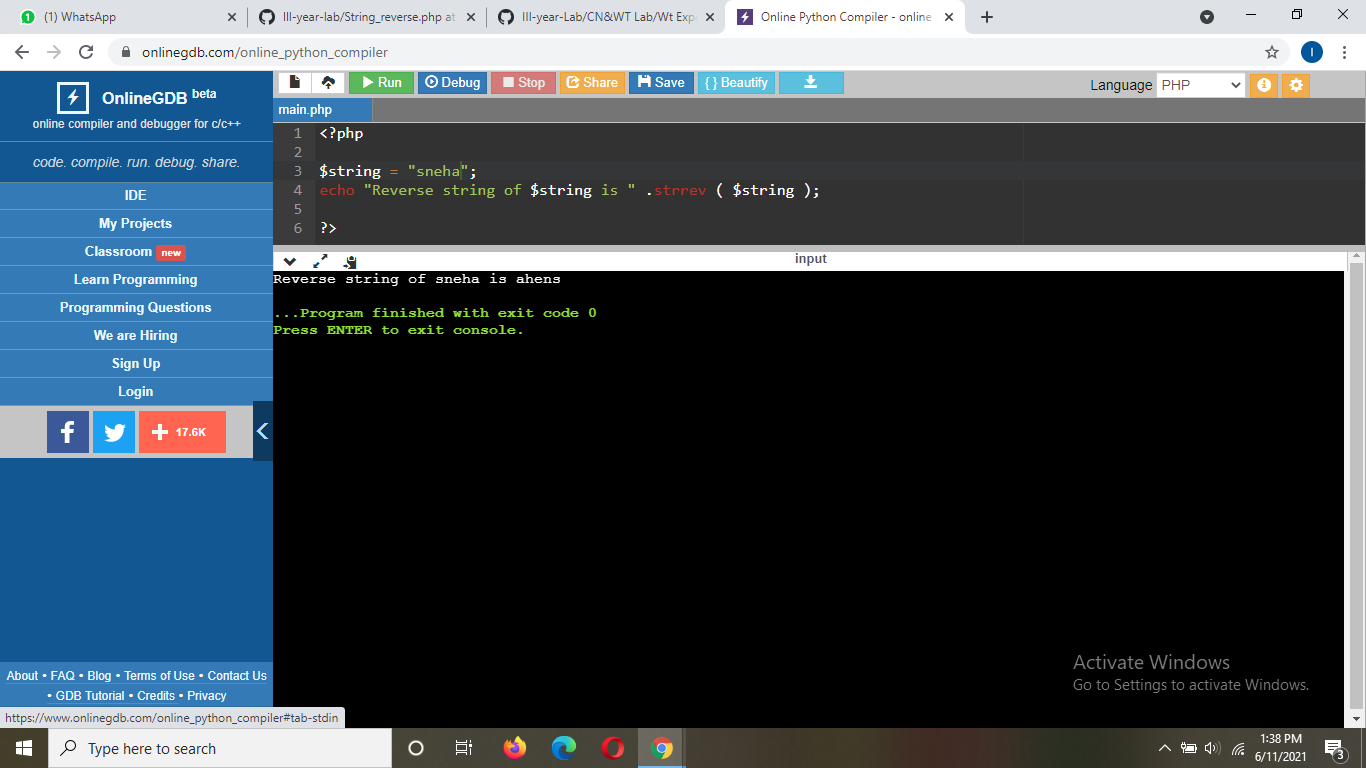 (1) WhatsApp
III-year-lab/String_reverse.php at
III-year-Lab/CN&WT Lab/Wt Exp
Online Python Compiler - online
onlinegdb.com/online_python_compiler
I
OnlineGDB beta
online compiler and debugger for c/c++
code. compile. run. debug. share.
IDE
My Projects
Classroom new
Learn Programming
Programming Questions
We are Hiring
Sign Up
Login
17.6K
About • FAQ • Blog • Terms of Use • Contact Us
• GDB Tutorial • Credits • Privacy
https://www.onlinegdb.com/online_python_compiler#tab-stdin
Run Debug Stop Share Save { } Beautify
Language PHP
main.php
1 <?php
2
3 $string = "sneha";
4 echo "Reverse string of $string is " .strrev ( $string );
5
6 ?>
input
Reverse string of sneha is ahens
...Program finished with exit code 0
Press ENTER to exit console.
Activate Windows
Go to Settings to activate Windows.
Type here to search
1:38 PM
6/11/2021
3